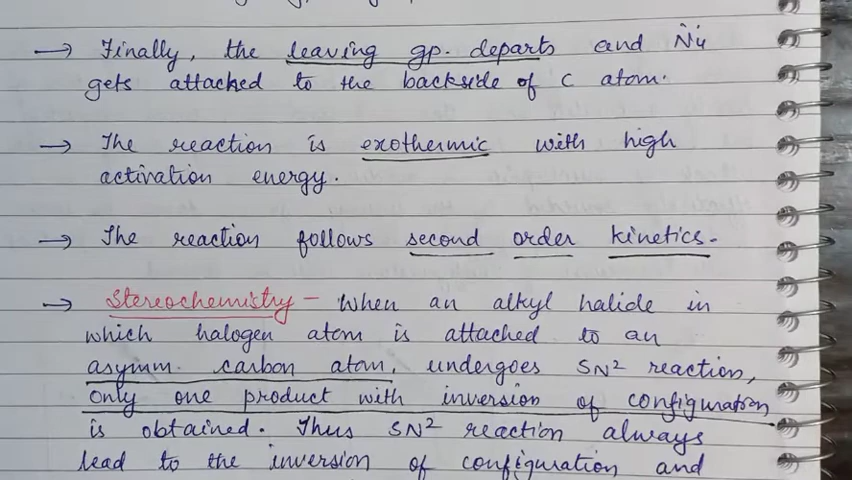 → Finally, the leaving gp. departs and N̈u
gets attached to the backside of C atom.
→ The reaction is exothermic with high
activation energy.
→ The reaction follows second order kinetics.
→ Stereochemistry – When an alkyl halide in
which halogen atom is attached to an
asymm. carbon atom, undergoes SN² reaction,
only one product with inversion of configuration
is obtained. Thus SN² reaction always
lead to the inversion of configuration and